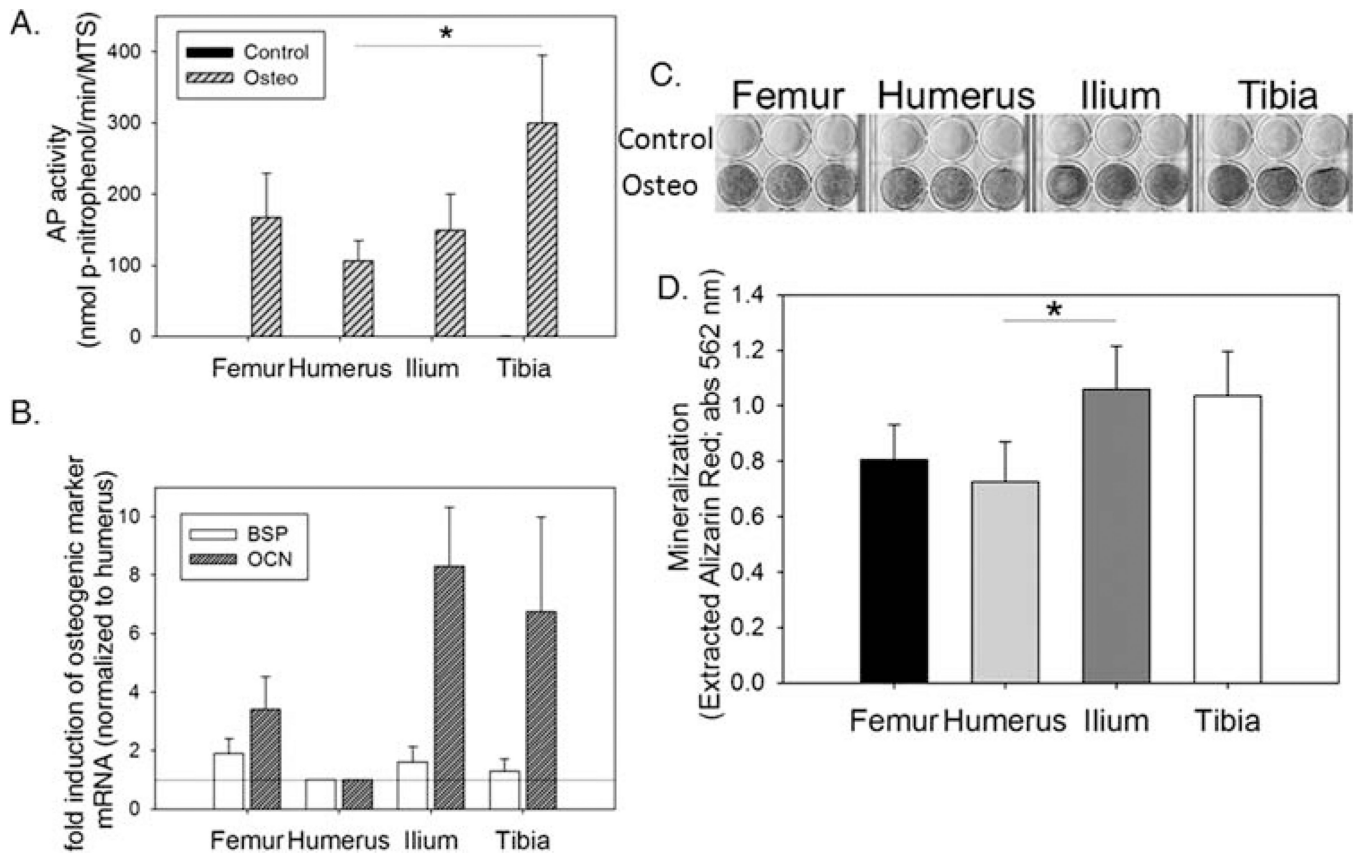 A.
AP activity
(nmol p-nitrophenol/min/MTS)
400
300
200
100
0
Control
Osteo
*
Femur Humerus Ilium Tibia
B.
fold induction of osteogenic marker
mRNA (normalized to humerus)
10
8
6
4
2
0
BSP
OCN
Femur Humerus Ilium Tibia
C.
Femur Humerus Ilium Tibia
Control
Osteo
D.
Mineralization
(Extracted Alizarin Red; abs 562 nm)
1.4
1.2
1.0
0.8
0.6
0.4
0.2
0.0
*
Femur Humerus Ilium Tibia